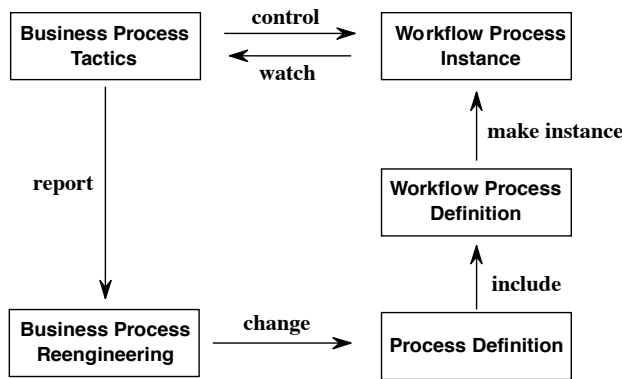 Business Process
Tactics
control
watch
Workflow Process
Instance
make instance
report
Workflow Process
Definition
include
Business Process
Reengineering
change
Process Definition